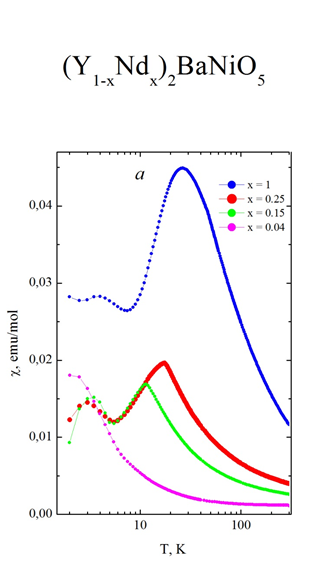 (Y1-xNdx)2BaNiO5
a
x = 1
x = 0.25
x = 0.15
x = 0.04
0,04
0,03
0,02
0,01
0,00
χ, emu/mol
10
100
T, K